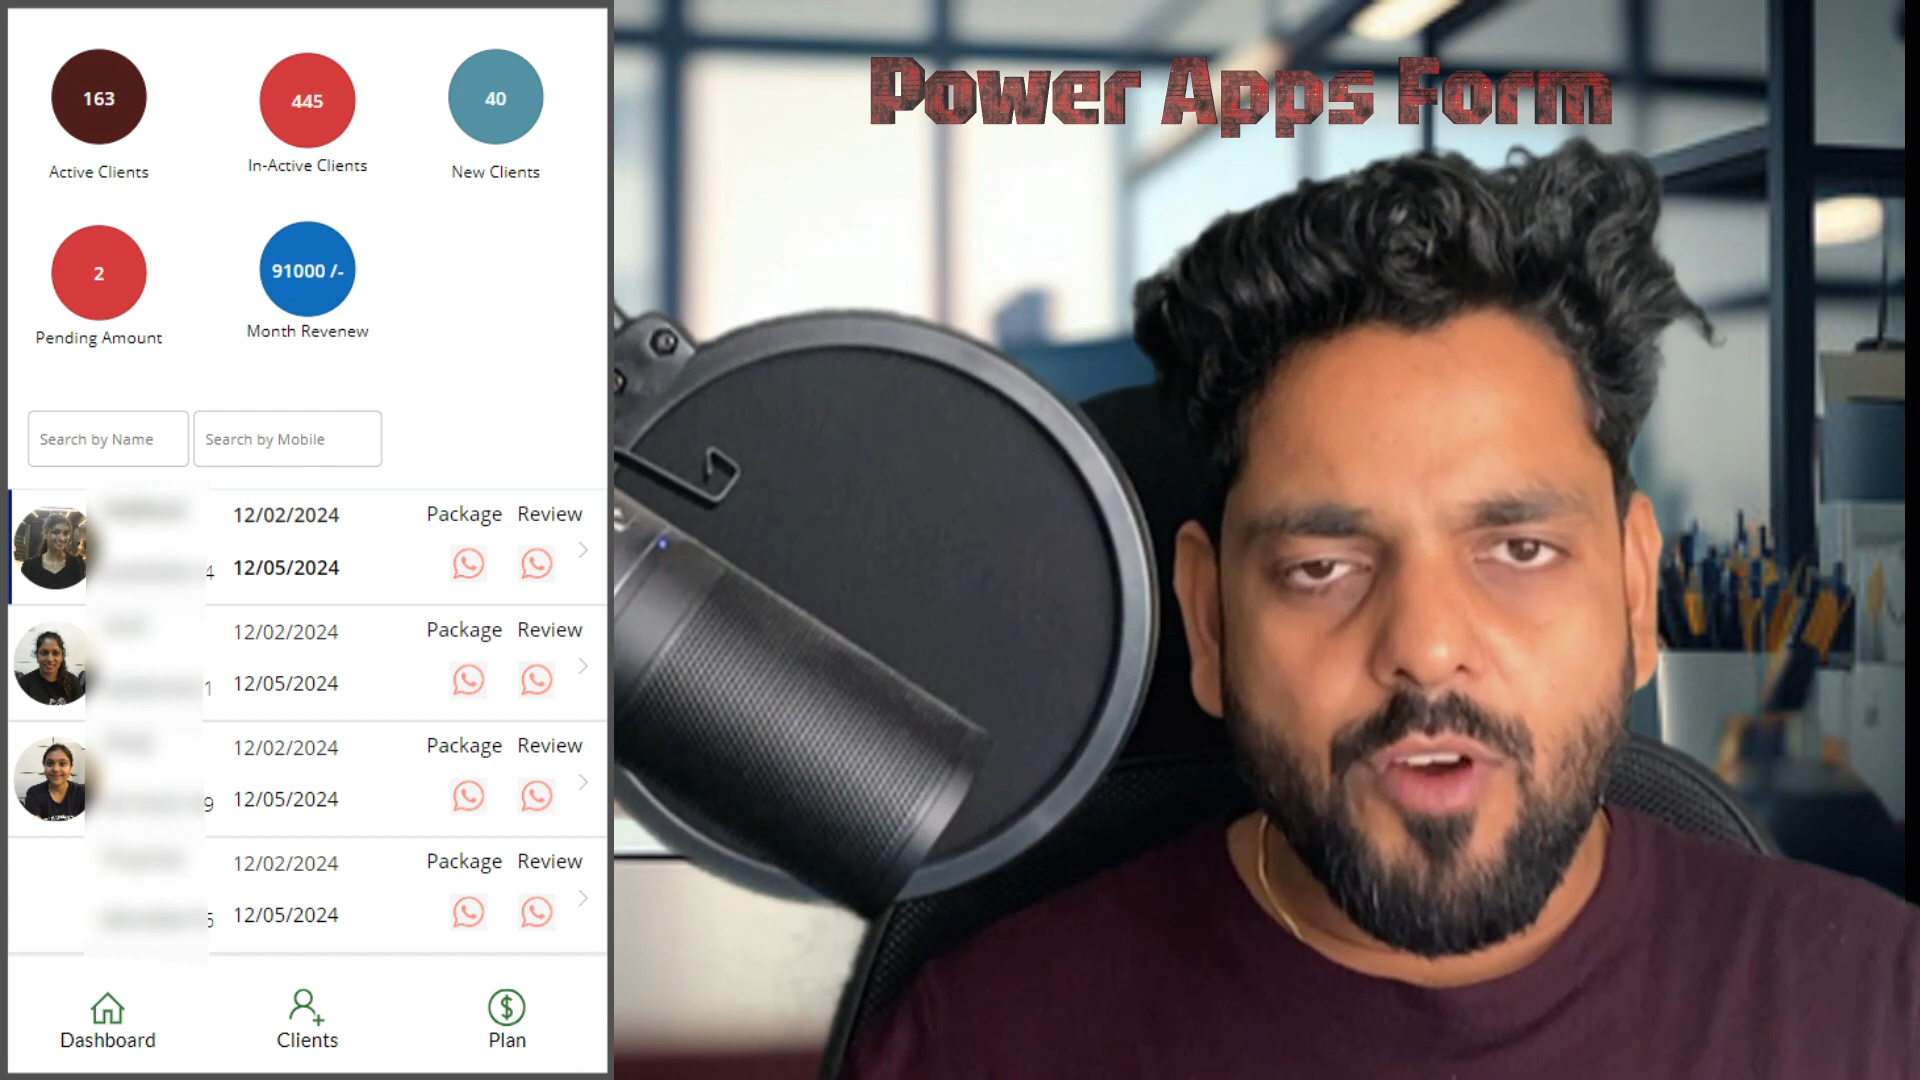 Power Apps Form
163
445
40
Active Clients
In-Active Clients
New Clients
2
91000 /-
Pending Amount
Month Revenew
Search by Name
Search by Mobile
12/02/2024
Package Review
4
12/05/2024
12/02/2024
Package Review
1
12/05/2024
12/02/2024
Package Review
9
12/05/2024
12/02/2024
Package Review
12/05/2024
Dashboard
Clients
Plan